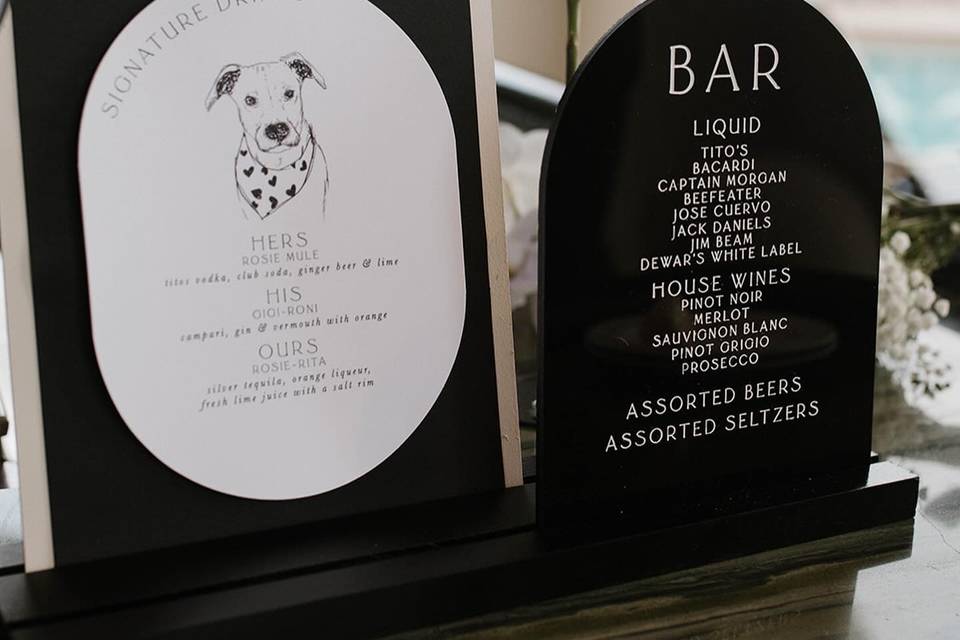 SIGNATURE
HERS
ROSIE MULE
titos vodka, club soda, ginger beer & lime
HIS
GIGI-RONI
campari, gin & vermouth with orange
OURS
ROSIE-RITA
silver tequila, orange liqueur,
fresh lime juice with a salt rim
BAR
LIQUID
TITO'S
BACARDI
CAPTAIN MORGAN
BEEFEATER
JOSE CUERVO
JACK DANIELS
JIM BEAM
DEWAR'S WHITE LABEL
HOUSE WINES
PINOT NOIR
MERLOT
SAUVIGNON BLANC
PINOT GRIGIO
PROSECCO
ASSORTED BEERS
ASSORTED SELTZERS